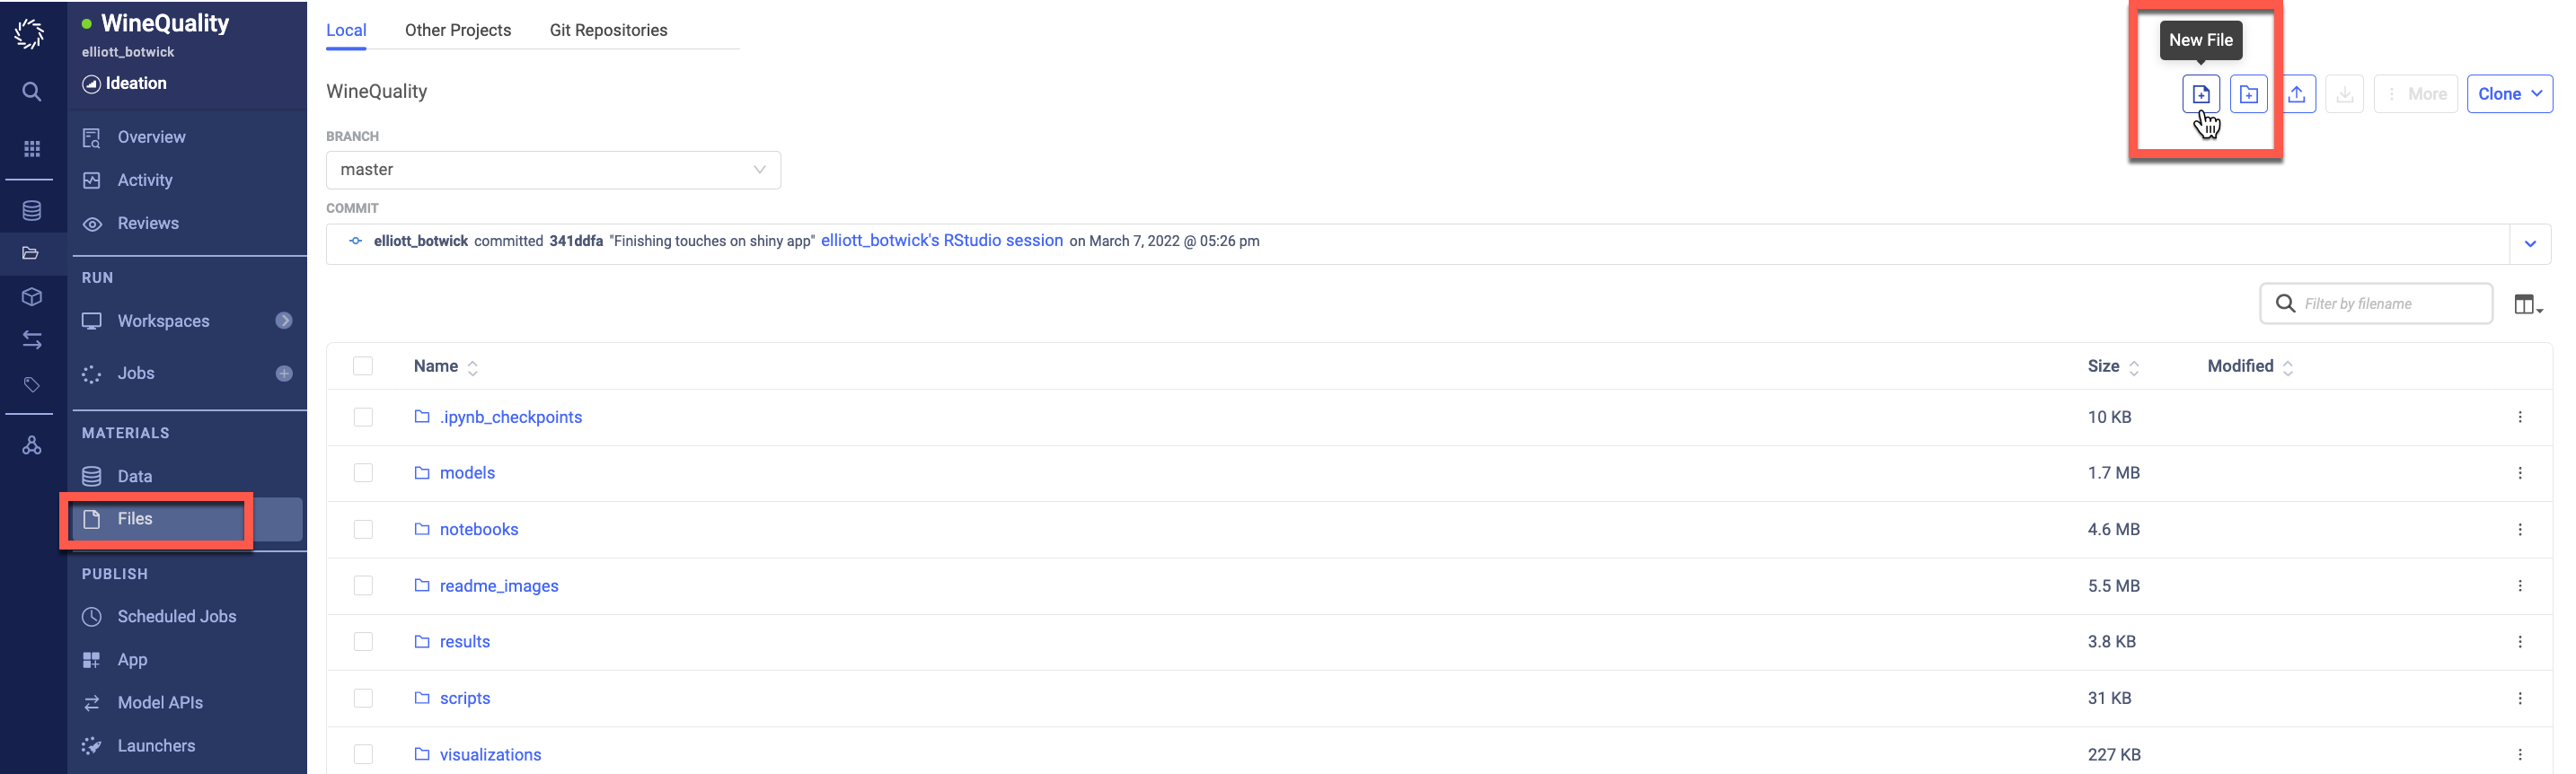 WineQuality
elliott_botwick
Ideation
Overview
Activity
Reviews
RUN
Workspaces
Jobs
MATERIALS
Data
Files
PUBLISH
Scheduled Jobs
App
Model APIs
Launchers
Local Other Projects Git Repositories
New File
WineQuality
More Clone
BRANCH
master
COMMIT
elliott_botwick committed 341ddfa "Finishing touches on shiny app" elliott_botwick's RStudio session on March 7, 2022 @ 05:26 pm
Filter by filename
Name Size Modified
.ipynb_checkpoints 10 KB
models 1.7 MB
notebooks 4.6 MB
readme_images 5.5 MB
results 3.8 KB
scripts 31 KB
visualizations 227 KB